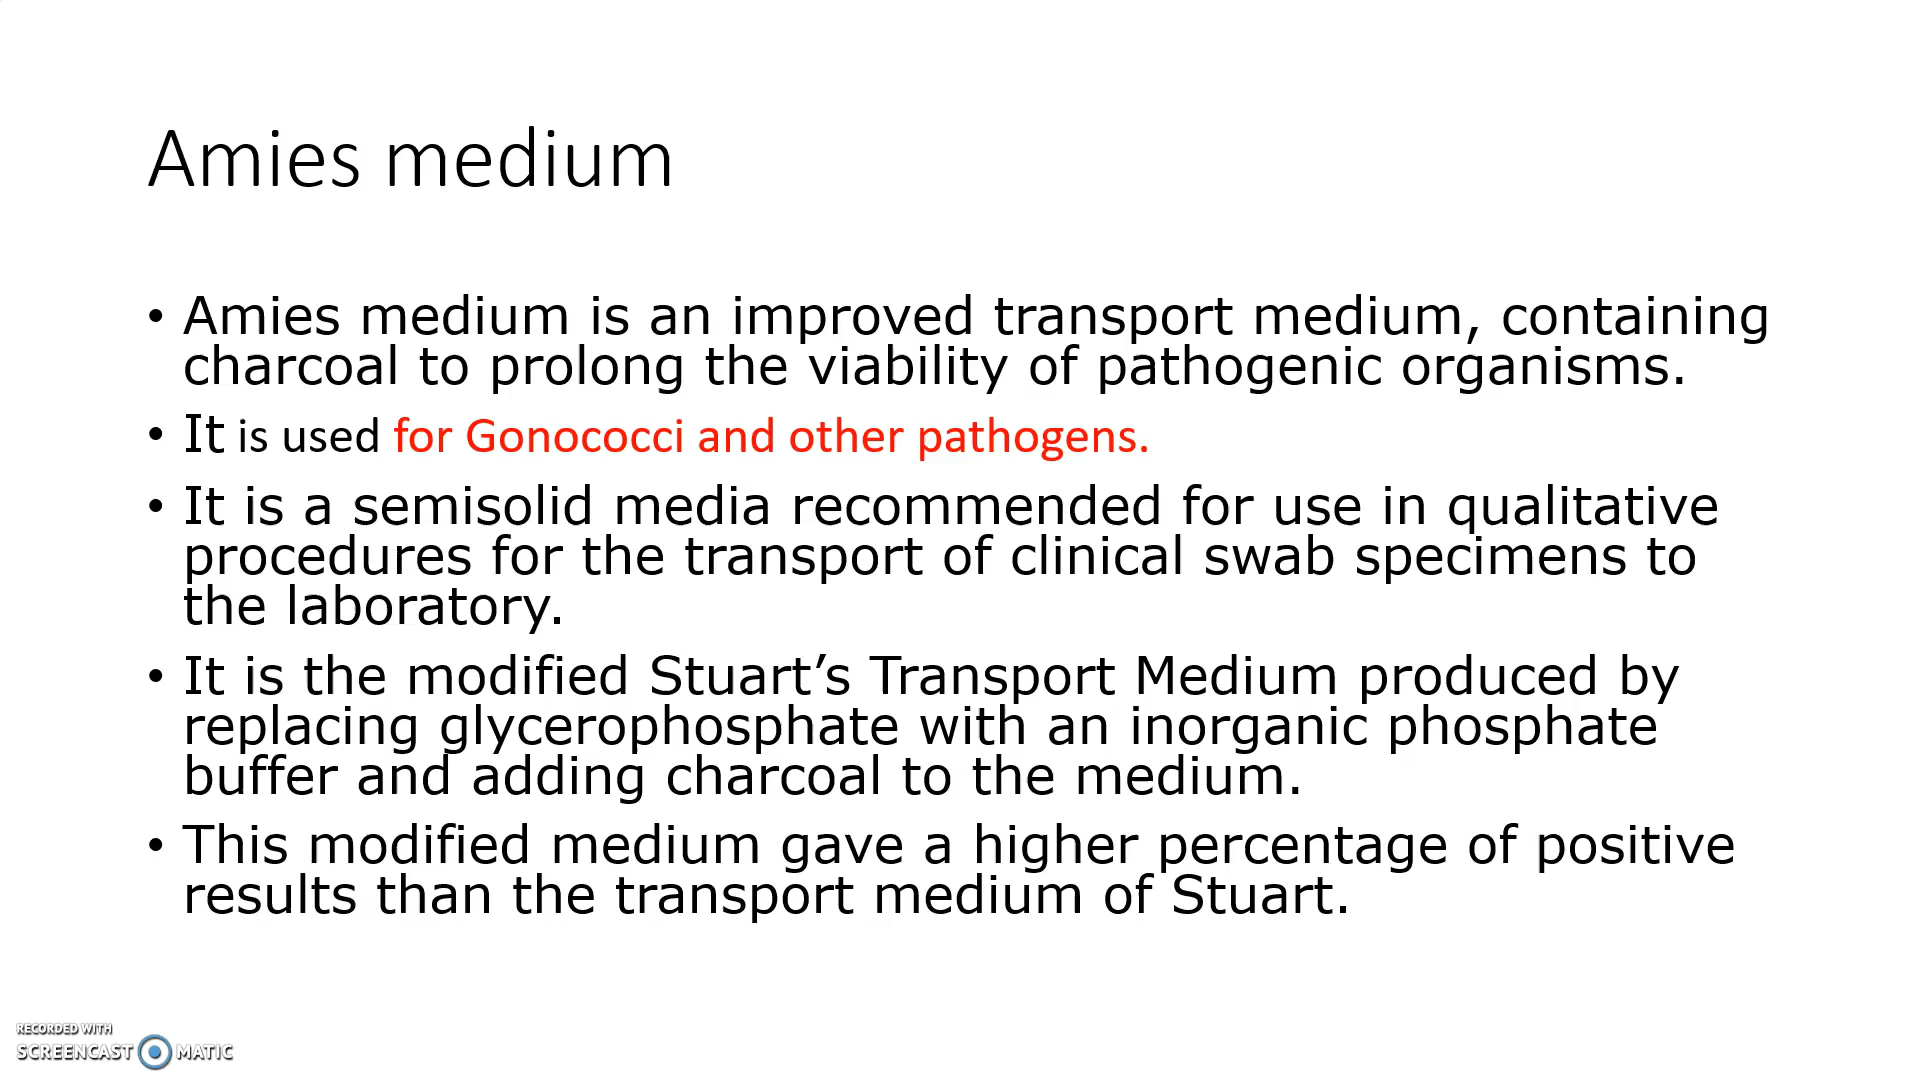 Amies medium
• Amies medium is an improved transport medium, containing
charcoal to prolong the viability of pathogenic organisms.
• It is used for Gonococci and other pathogens.
• It is a semisolid media recommended for use in qualitative
procedures for the transport of clinical swab specimens to
the laboratory.
• It is the modified Stuart’s Transport Medium produced by
replacing glycerophosphate with an inorganic phosphate
buffer and adding charcoal to the medium.
• This modified medium gave a higher percentage of positive
results than the transport medium of Stuart.
RECORDED WITH
SCREENCAST MATIC